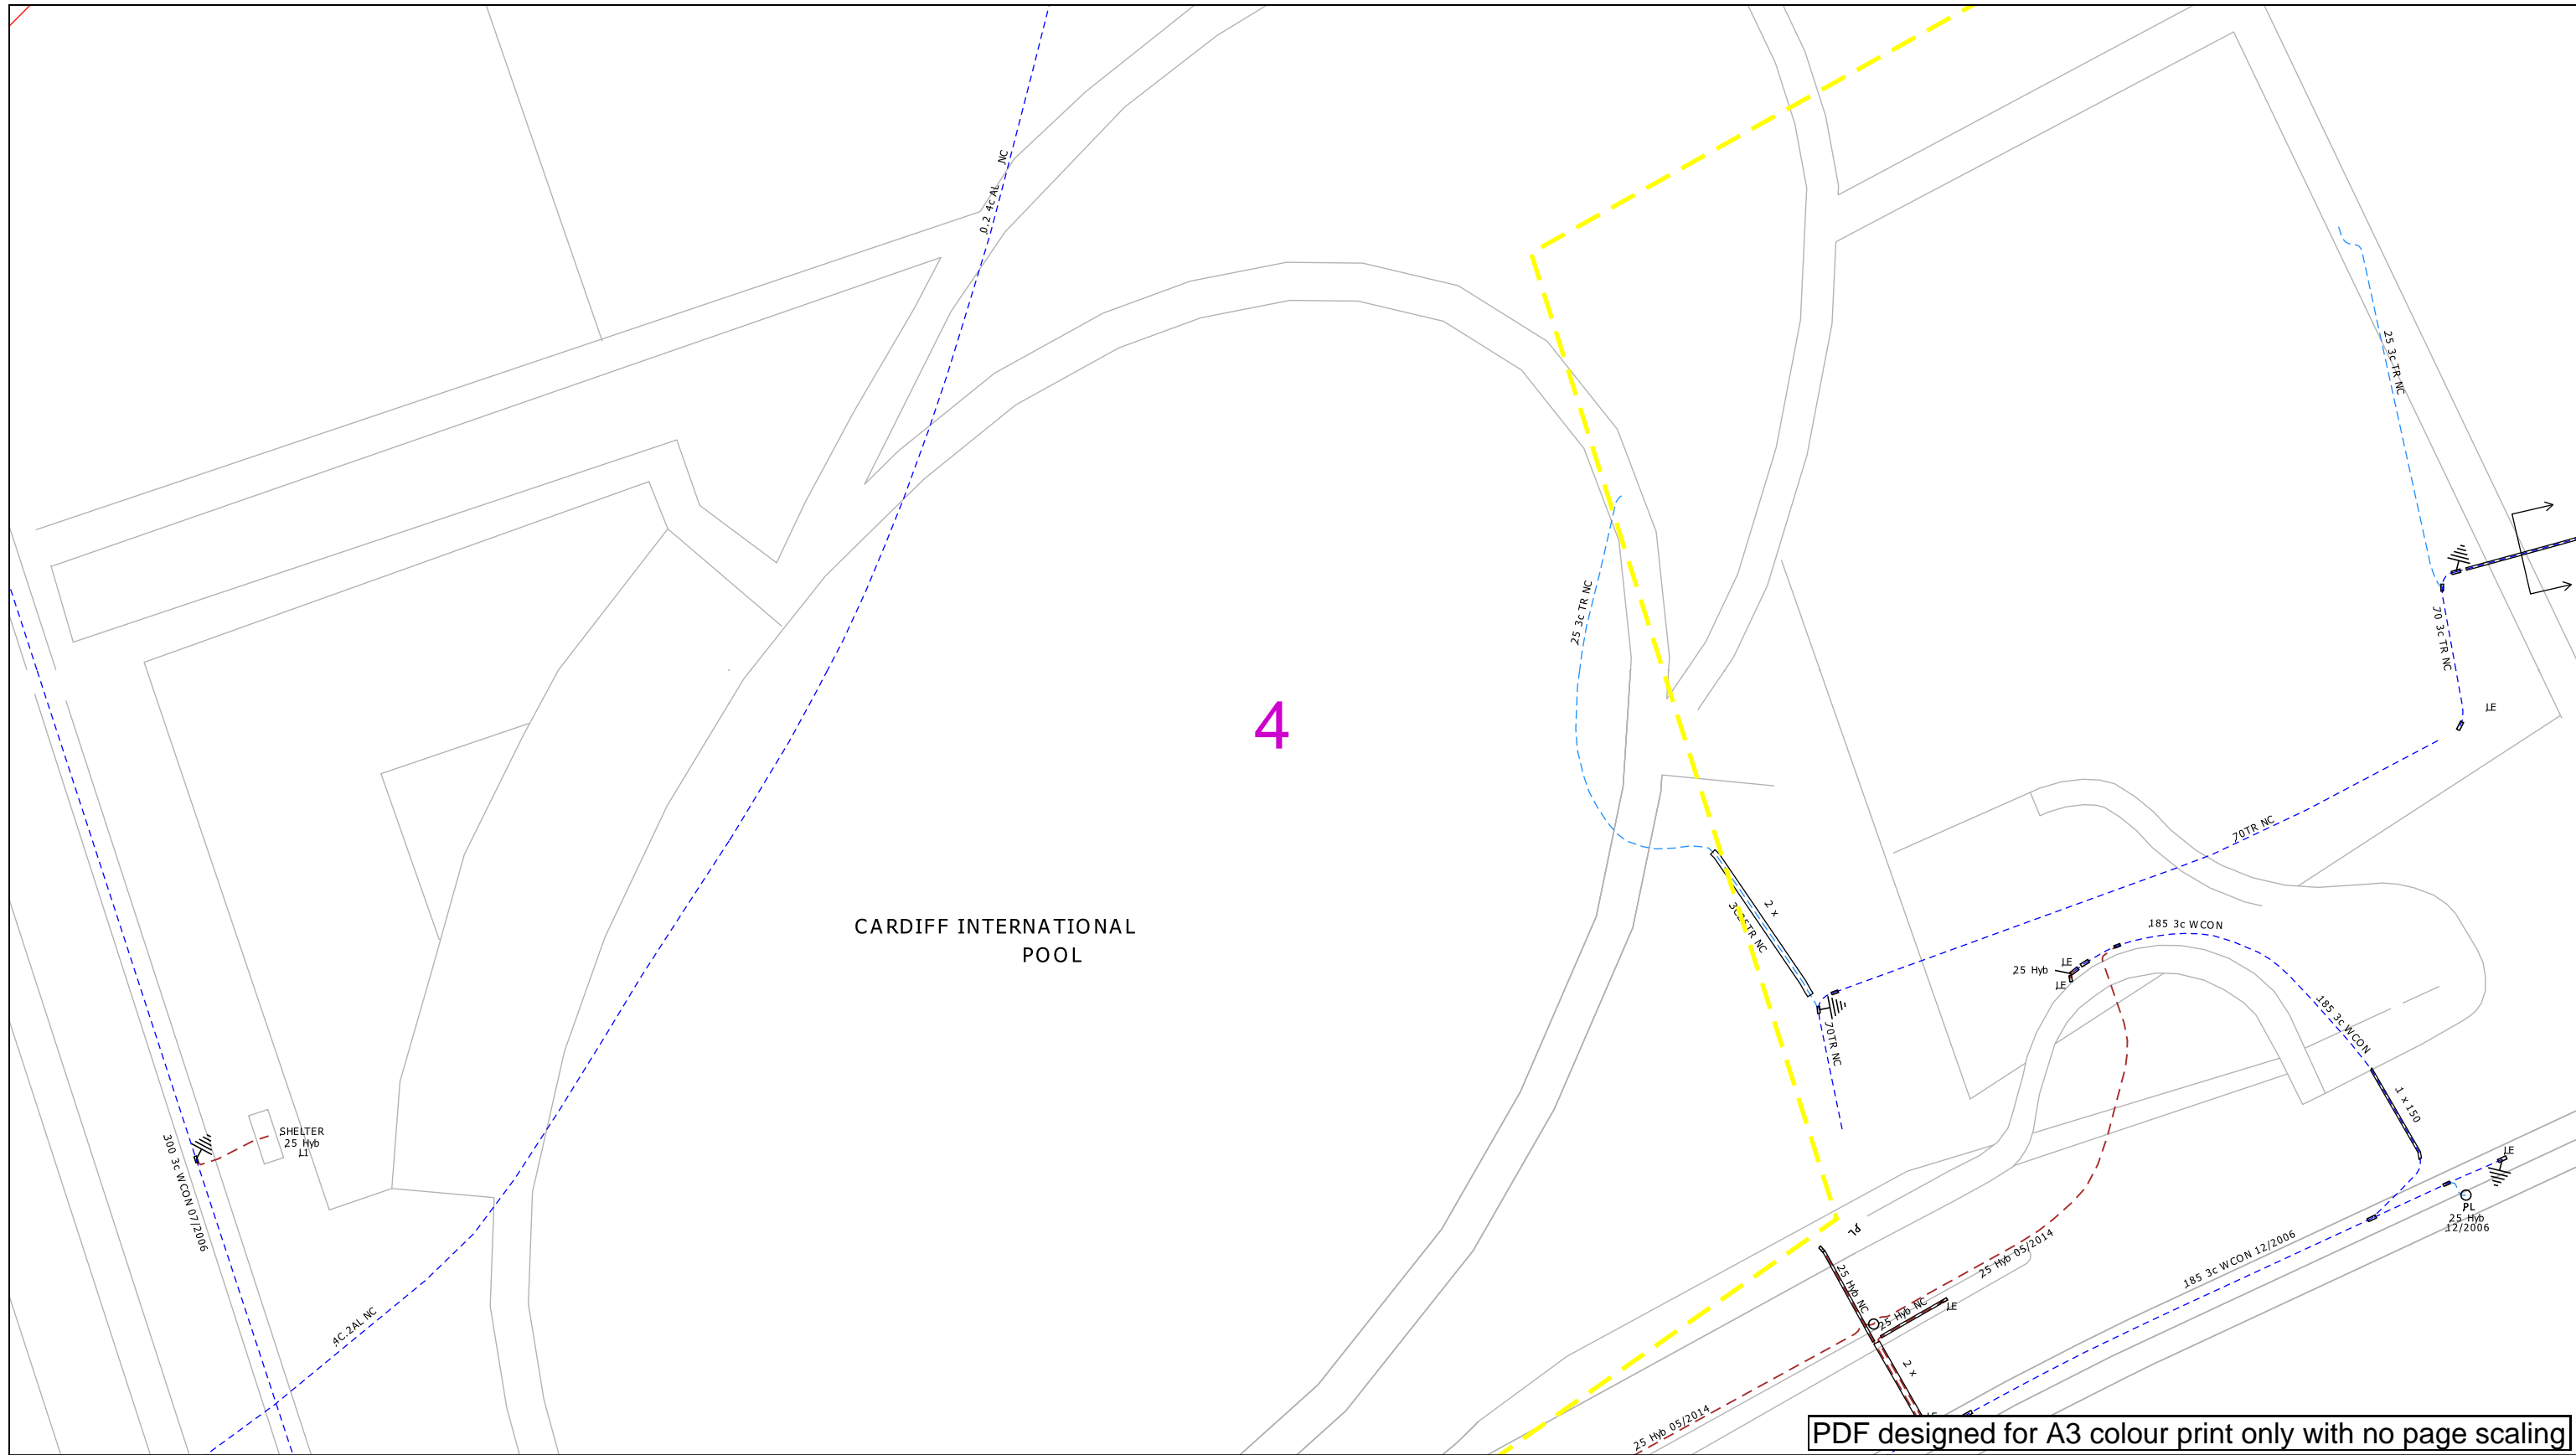 0.2 4c AL NC
25 3c TR NC
25 3c TR NC
70 3c TR NC
LE
4
70TR NC
2 x
CARDIFF INTERNATIONAL
POOL
185 3c WCON
LE
25 Hyb
LE
185 3c WCON
70TR NC
1 x 150
SHELTER
25 Hyb
L1
300 3c WCON 07/2006
LE
PL
25 Hyb
12/2006
PL
185 3c WCON 12/2006
25 Hyb 05/2014
25 Hyb NC
25 Hyb NC
LE
4C.2AL NC
2 x
25 Hyb 05/2014
PDF designed for A3 colour print only with no page scaling